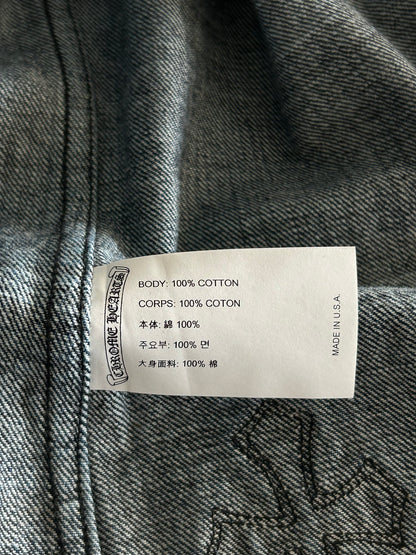 CHROME HEARTS
BODY: 100% COTTON
CORPS: 100% COTON
本体: 綿 100%
주요부: 100% 면
大身面料: 100% 棉
MADE IN U.S.A.